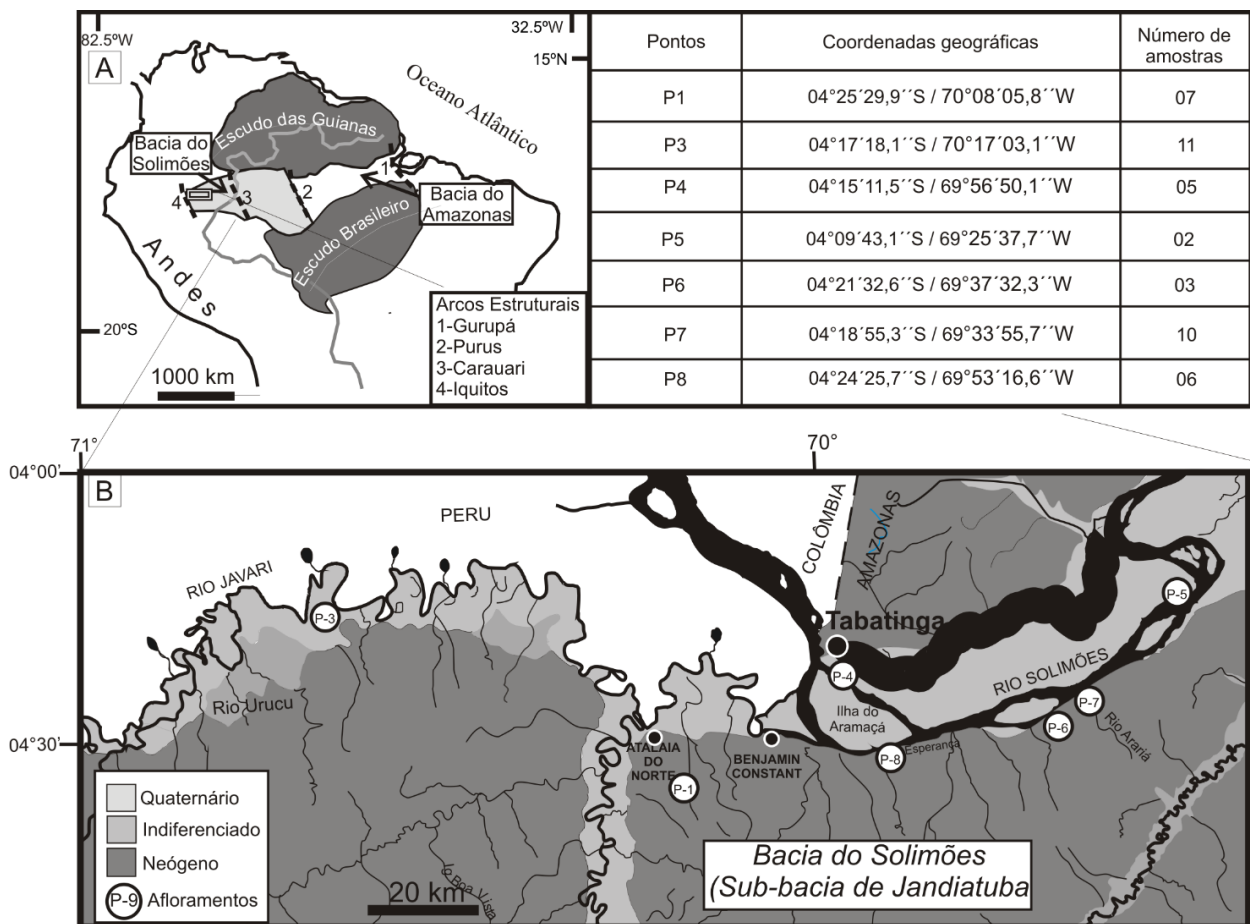 82.5ºW
32.5ºW
15ºN
A
Oceano Atlântico
Escudo das Guianas
Bacia do
Solimões
1
2
3
4
Bacia do
Amazonas
Escudo Brasileiro
Andes
20ºS
1000 km
Arcos Estruturais
1-Gurupá
2-Purus
3-Carauari
4-Iquitos
Pontos Coordenadas geográficas Número de
amostras
P1 04°25´29,9´´S / 70°08´05,8´´W 07
P3 04°17´18,1´´S / 70°17´03,1´´W 11
P4 04°15´11,5´´S / 69°56´50,1´´W 05
P5 04°09´43,1´´S / 69°25´37,7´´W 02
P6 04°21´32,6´´S / 69°37´32,3´´W 03
P7 04°18´55,3´´S / 69°33´55,7´´W 10
P8 04°24´25,7´´S / 69°53´16,6´´W 06
71°
70°
04°00'
B
PERU
COLÔMBIA
AMAZONAS
RIO JAVARI
P-3
P-5
Tabatinga
P-4
RIO SOLIMÕES
Rio Urucu
Ilha do
Aramaçá
P-7
P-6
Rio Arariá
04°30'
Esperança
P-8
ATALAIA
DO
NORTE
BENJAMIN
CONSTANT
P-1
Quaternário
Indiferenciado
Neógeno
P-9 Afloramentos
20 km
Io Boa Vista
Bacia do Solimões
(Sub-bacia de Jandiatuba